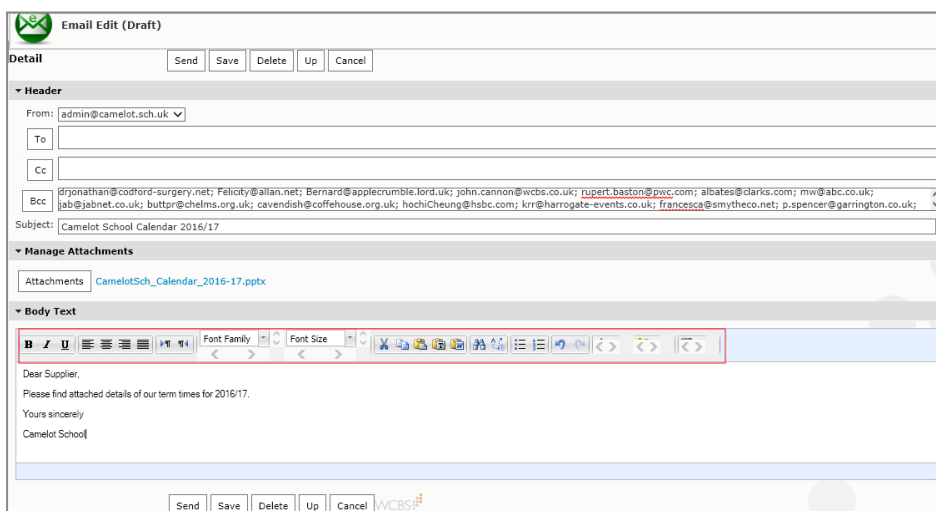 Email Edit (Draft)
Detail Send Save Delete Up Cancel
Header
From: admin@camelot.sch.uk
To
Cc
Bcc drjonathan@codford-surgery.net; Felicity@allan.net; Bernard@applecrumble.lord.uk; john.cannon@wcbs.co.uk; rupert.baston@pwc.com; albates@clarks.com; mw@abc.co.uk;
jab@jabnet.co.uk; buttpr@chelms.org.uk; cavendish@coffehouse.org.uk; hochiCheung@hsbc.com; krr@harrogate-events.co.uk; francesca@smytheco.net; p.spencer@garrington.co.uk;
Subject: Camelot School Calendar 2016/17
Manage Attachments
Attachments CamelotSch_Calendar_2016-17.pptx
Body Text
B I U Font Family Font Size
Dear Supplier,
Please find attached details of our term times for 2016/17.
Yours sincerely
Camelot School
Send Save Delete Up Cancel WCBS